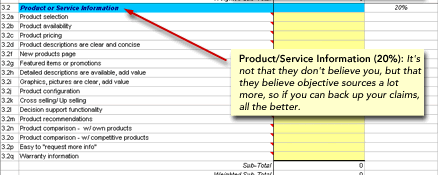 3.2 Product or Service Information 20%
3.2a Product selection
3.2b Product availability
3.2c Product pricing
3.2d Product descriptions are clear and concise
3.2f New products page
3.2g Featured items or promotions
3.2h Detailed descriptions are available, add value
3.2i Graphics, pictures are clear, add value
3.2j Product configuration
3.2k Cross selling/ Up selling
3.2l Decision support functionality
3.2m Product recommendations
3.2n Product comparison - w/ own products
3.2o Product comparison - w/ competitive products
3.2p Easy to "request more info"
3.2q Warranty information
Sub-Total 0
Weighted Sub-Total 0
Product/Service Information (20%): It's
not that they don't believe you, but that
they believe objective sources a lot
more, so if you can back up your claims,
all the better.